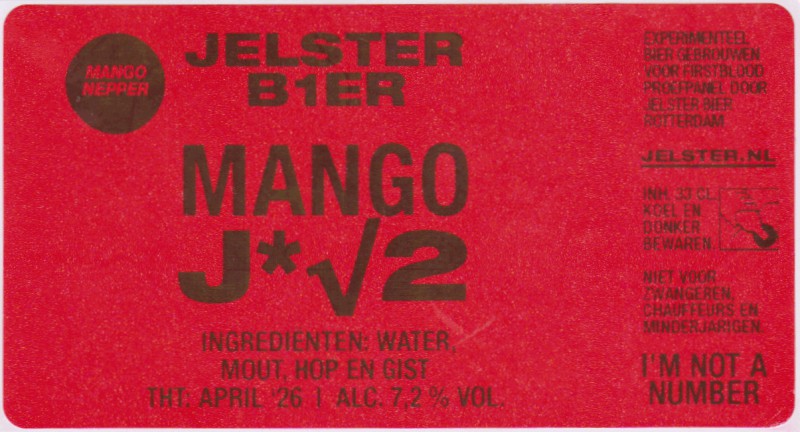 MANGO
NEPPER
JELSTER
B1ER
MANGO
J*√2
INGREDIENTEN: WATER,
MOUT, HOP EN GIST
THT: APRIL '26 | ALC. 7,2 % VOL.
EXPERIMENTEEL
BIER GEBROUWEN
VOOR FIRSTBLOOD
PROEFPANEL DOOR
JELSTER BIER
ROTTERDAM
JELSTER.NL
INH. 33 CL.
KOEL EN
DONKER
BEWAREN.
NIET VOOR
ZWANGEREN,
CHAUFFEURS EN
MINDERJARIGEN.
I'M NOT A
NUMBER